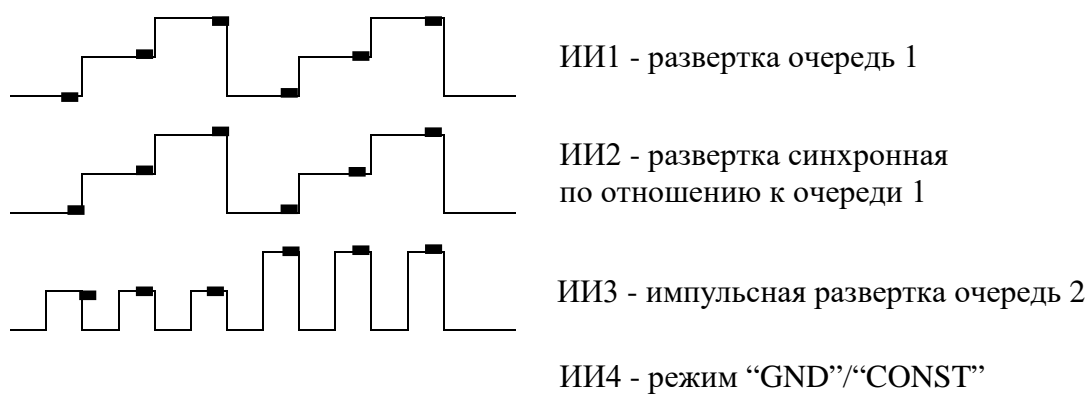 ИИ1 - развертка очередь 1
ИИ2 - развертка синхронная
по отношению к очереди 1
ИИ3 - импульсная развертка очередь 2
ИИ4 - режим “GND”/“CONST”